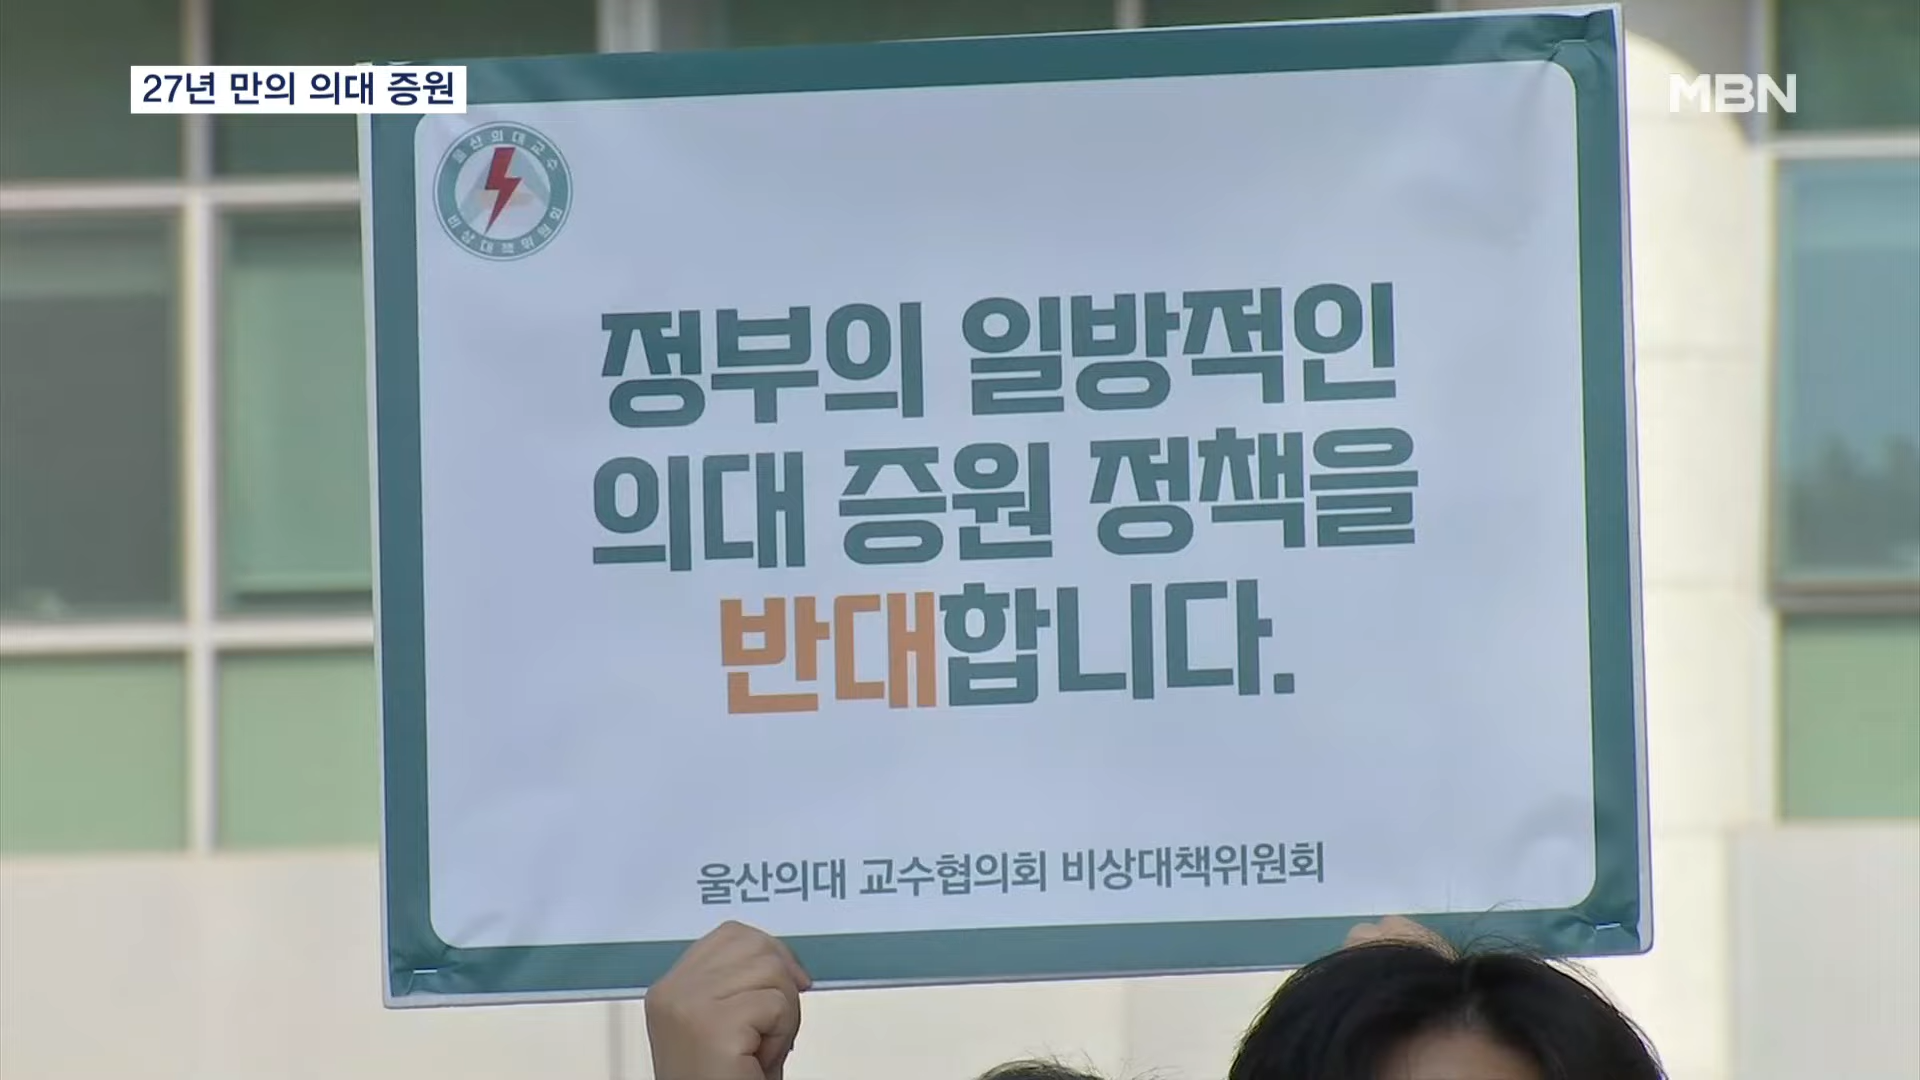 27년 만의 의대 증원
MBN
울산의대교수
비상대책위원회
정부의 일방적인
의대 증원 정책을
반대합니다.
울산의대 교수협의회 비상대책위원회